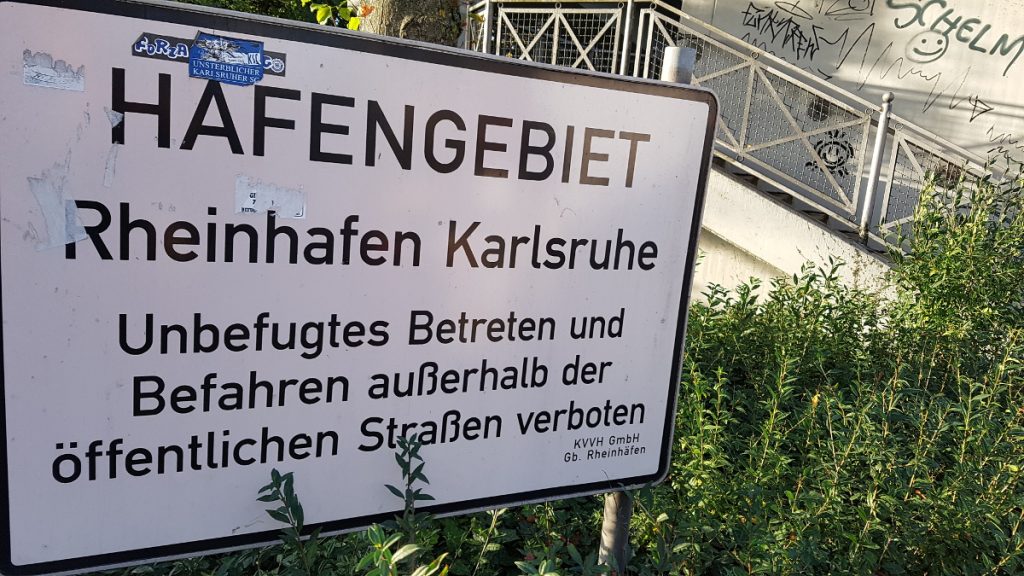 FORZA
UNSTERBLICHER
KARLSRUHER SC
HAFENGEBIET
Rheinhafen Karlsruhe
Unbefugtes Betreten und
Befahren außerhalb der
öffentlichen Straßen verboten
KVVH GmbH
Gb. Rheinhäfen
SCHELM